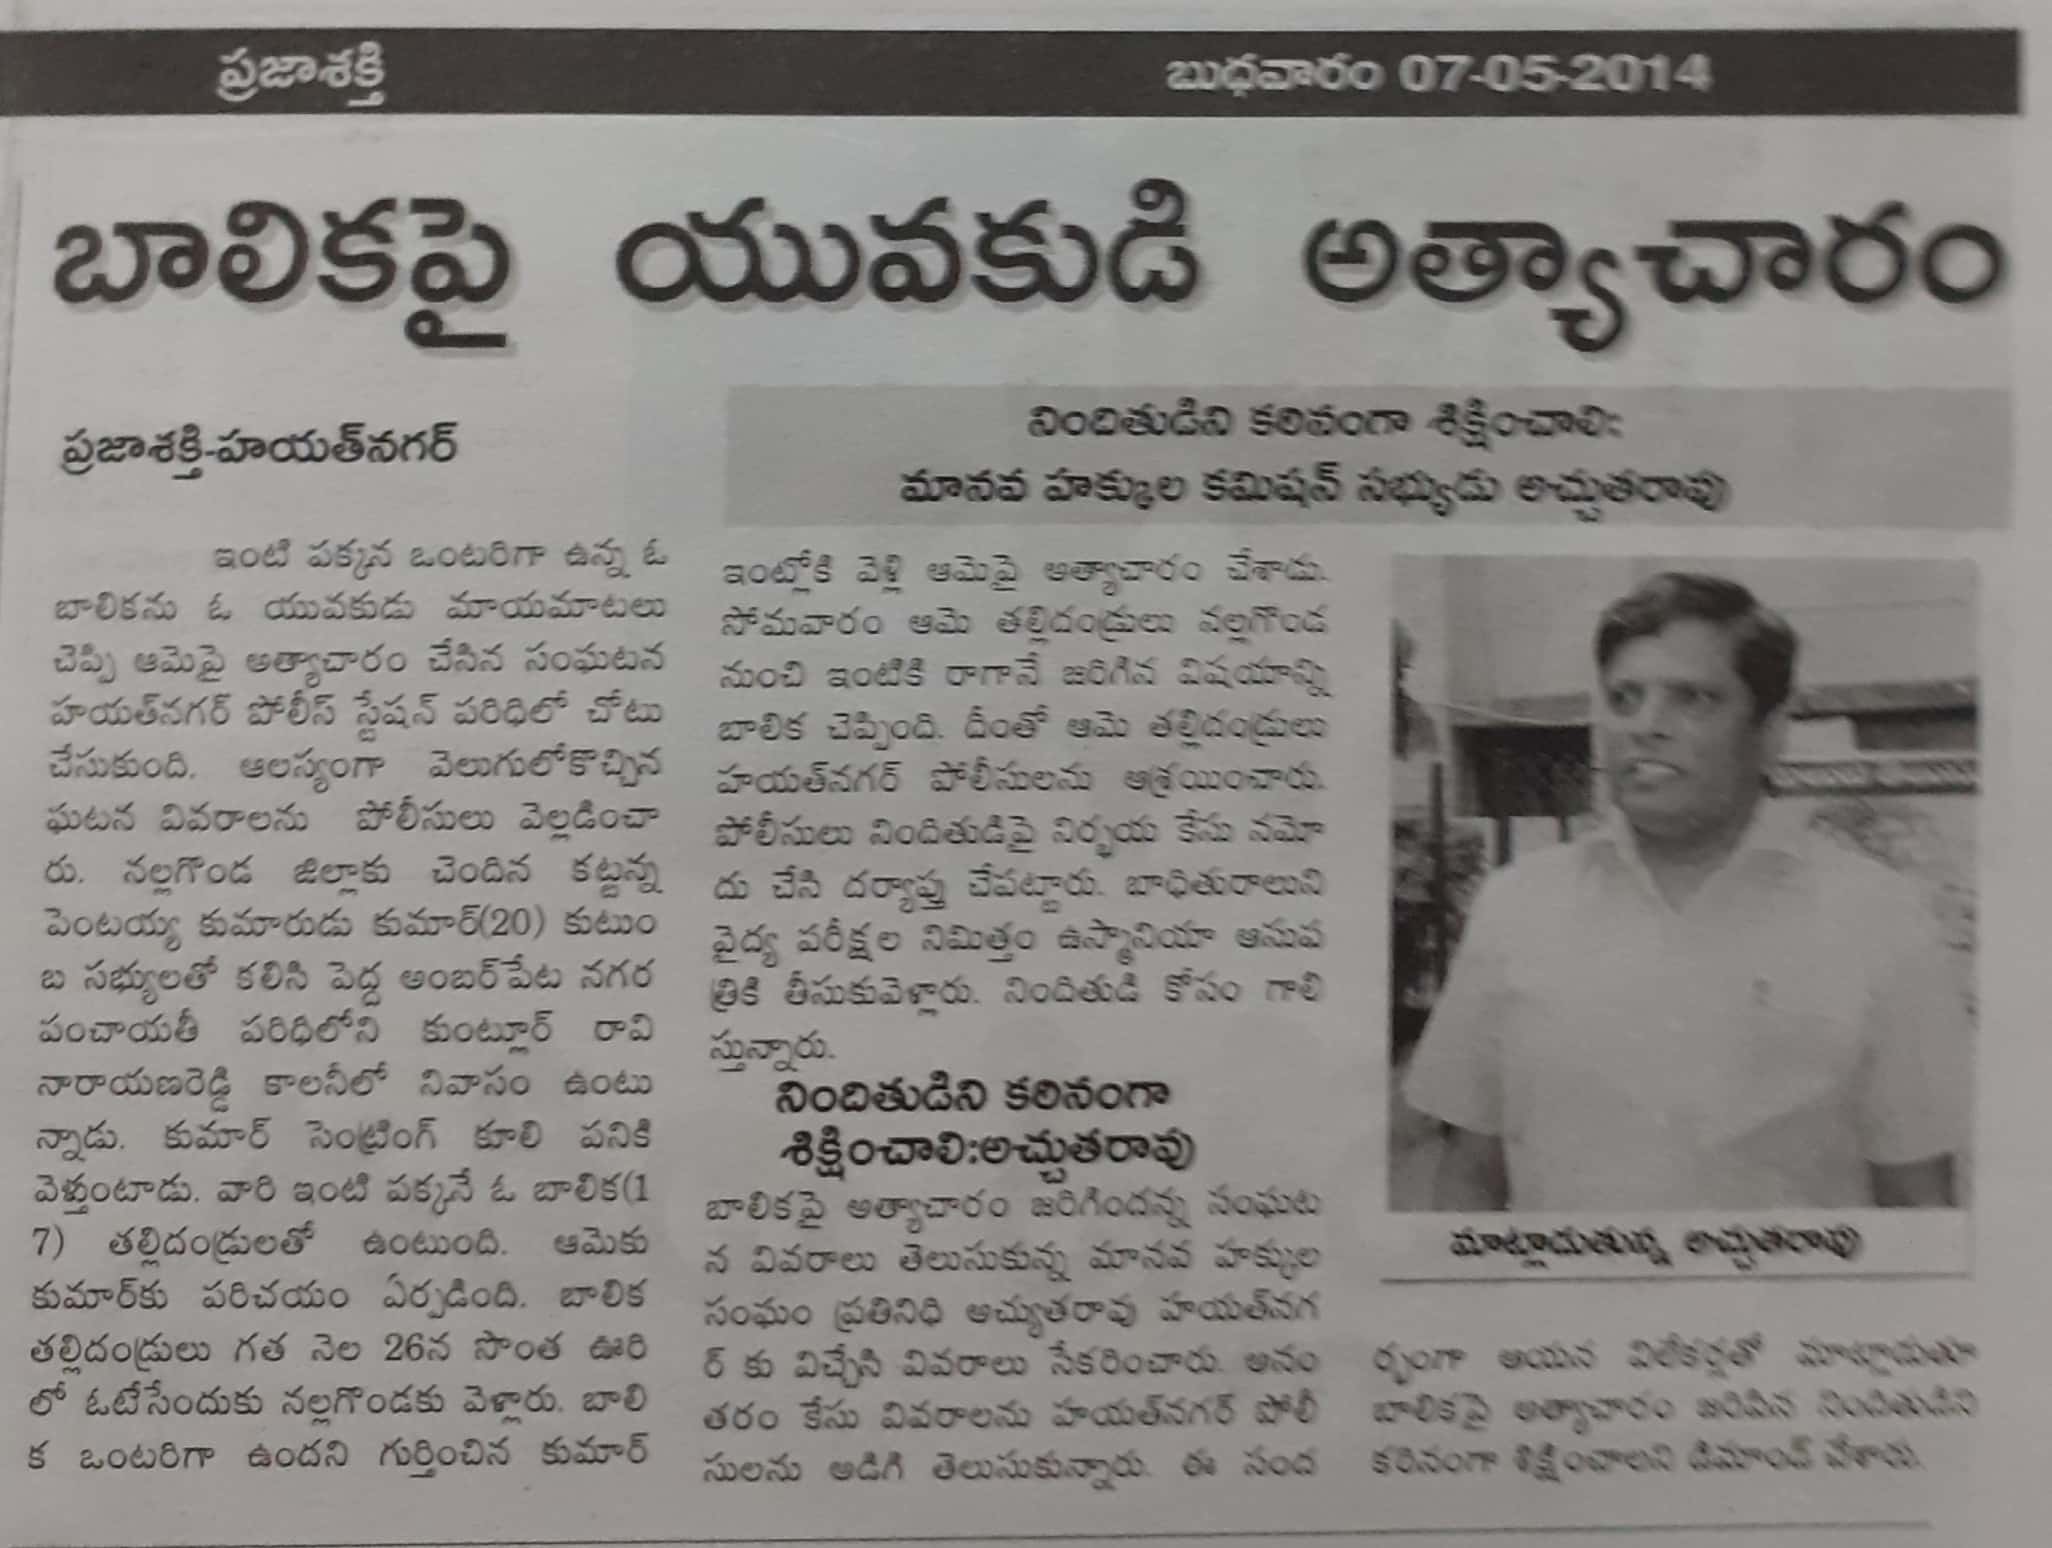 ప్రజాశక్తి
బుధవారం 07-05-2014
బాలికపై యువకుడి అత్యాచారం
ప్రజాశక్తి-హయత్‌నగర్
నిందితుడిని కఠినంగా శిక్షించాలి:
మానవ హక్కుల కమిషన్ సభ్యుడు అచ్చుతరావు
ఇంటి పక్కన ఒంటరిగా ఉన్న ఓ
బాలికను ఓ యువకుడు మాయమాటలు
చెప్పి ఆమెపై అత్యాచారం చేసిన సంఘటన
హయత్‌నగర్ పోలీస్ స్టేషన్ పరిధిలో చోటు
చేసుకుంది. ఆలస్యంగా వెలుగులోకొచ్చిన
ఘటన వివరాలను పోలీసులు వెల్లడించా
రు. నల్లగొండ జిల్లాకు చెందిన కట్టన్న
పెంటయ్య కుమారుడు కుమార్(20) కుటుం
బ సభ్యులతో కలిసి పెద్ద అంబర్‌పేట నగర
పంచాయతీ పరిధిలోని కుంట్లూర్ రావి
నారాయణరెడ్డి కాలనీలో నివాసం ఉంటు
న్నాడు. కుమార్ సెంట్రింగ్ కూలి పనికి
వెళ్తుంటాడు. వారి ఇంటి పక్కనే ఓ బాలిక(1
7) తల్లిదండ్రులతో ఉంటుంది. ఆమెకు
కుమార్‌కు పరిచయం ఏర్పడింది. బాలిక
తల్లిదండ్రులు గత నెల 26న సొంత ఊరి
లో ఓటేసేందుకు నల్లగొండకు వెళ్లారు. బాలి
క ఒంటరిగా ఉందని గుర్తించిన కుమార్
ఇంట్లోకి వెళ్లి ఆమెపై అత్యాచారం చేశాడు.
సోమవారం ఆమె తల్లిదండ్రులు నల్లగొండ
నుంచి ఇంటికి రాగానే జరిగిన విషయాన్ని
బాలిక చెప్పింది. దీంతో ఆమె తల్లిదండ్రులు
హయత్‌నగర్ పోలీసులను ఆశ్రయించారు.
పోలీసులు నిందితుడిపై నిర్భయ కేసు నమో
దు చేసి దర్యాప్తు చేపట్టారు. బాధితురాలుని
వైద్య పరీక్షల నిమిత్తం ఉస్మానియా ఆసుప
త్రికి తీసుకువెళ్లారు. నిందితుడి కోసం గాలి
స్తున్నారు.
నిందితుడిని కఠినంగా
శిక్షించాలి:అచ్చుతరావు
బాలికపై అత్యాచారం జరిగిందన్న సంఘట
న వివరాలు తెలుసుకున్న మానవ హక్కుల
సంఘం ప్రతినిధి అచ్యుతరావు హయత్‌నగ
ర్ కు విచ్చేసి వివరాలు సేకరించారు. అనం
తరం కేసు వివరాలను హయత్‌నగర్ పోలీ
సులను అడిగి తెలుసుకున్నారు. ఈ సంద
మాట్లాడుతున్న అచ్చుతరావు
ర్భంగా ఆయన విలేకర్లతో మాట్లాడుతూ
బాలికపై అత్యాచారం జరిపిన నిందితుడిని
కఠినంగా శిక్షించాలని డిమాండ్ చేశారు.